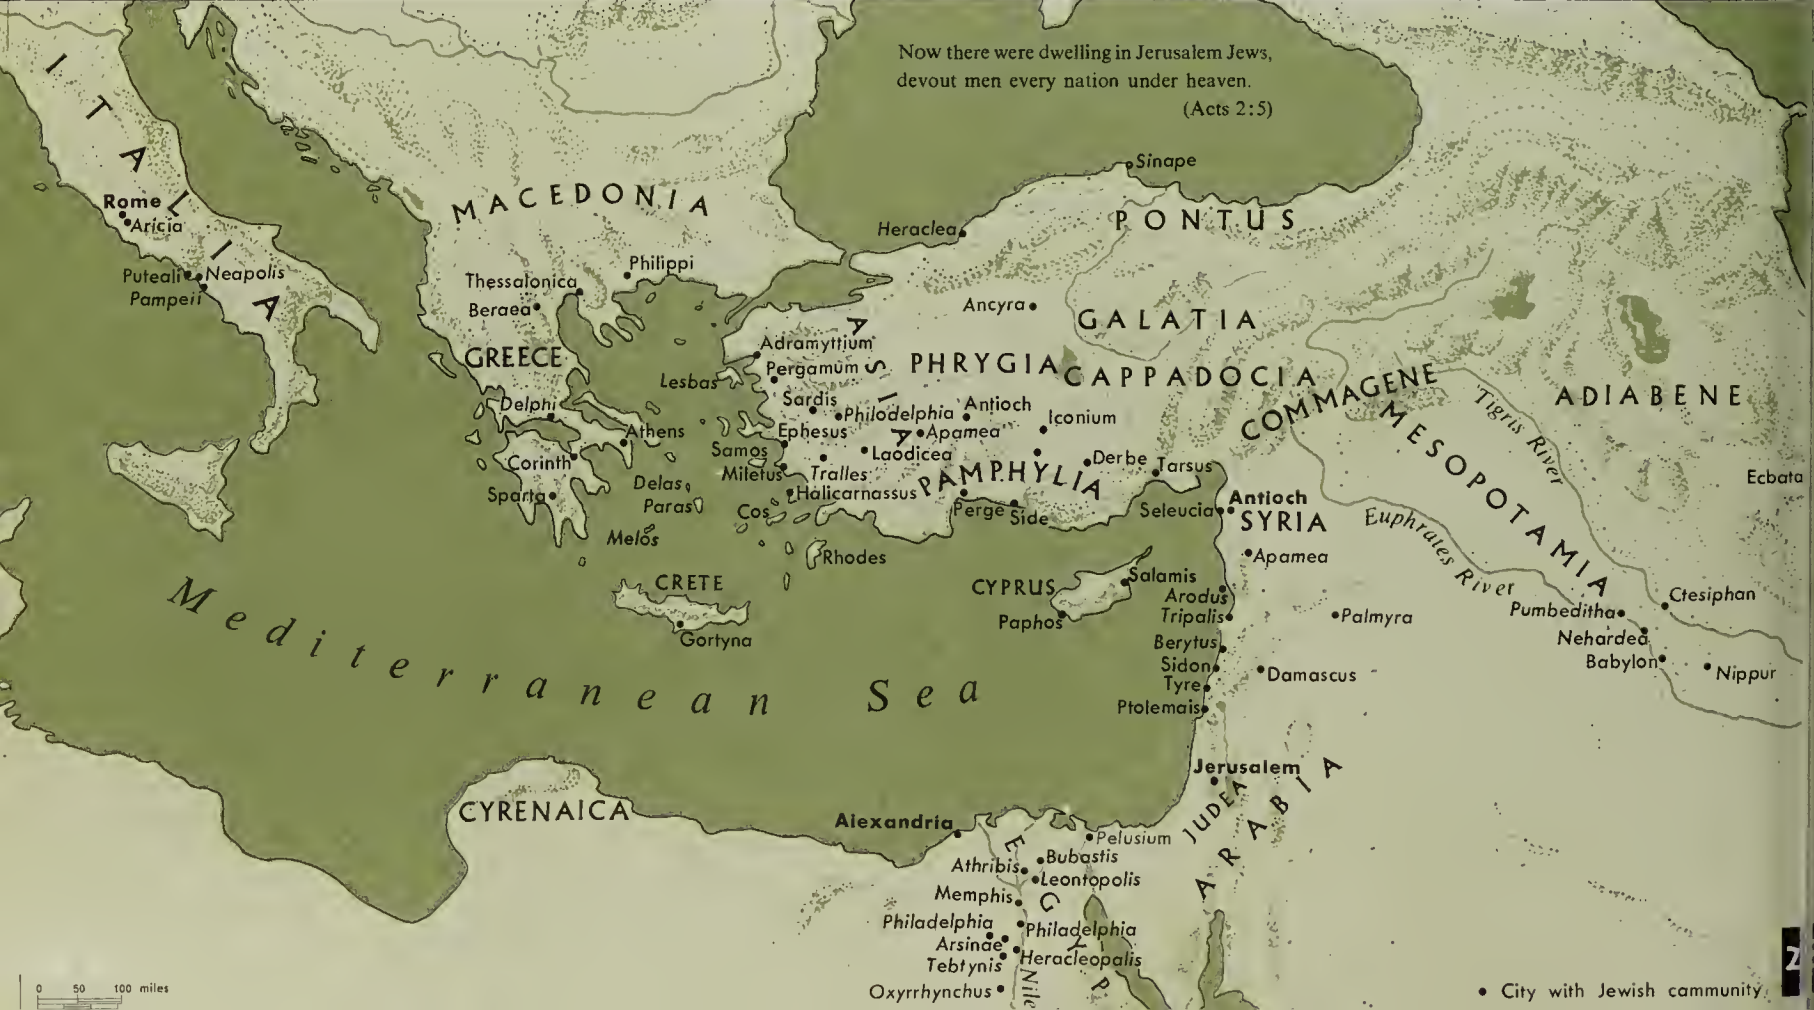 Now there were dwelling in Jerusalem Jews,
devout men every nation under heaven.
(Acts 2:5)
ITALIA
Rome
Aricia
Puteali
Neapolis
Pampeii
MACEDONIA
Philippi
Thessalonica
Beraea
GREECE
Delphi
Athens
Corinth
Sparta
Delas
Paras
Melos
CRETE
Gortyna
Sinape
Heraclea
PONTUS
Ancyra
GALATIA
ASIA
Adramyttium
PHRYGIA
CAPPADOCIA
Pergamum
Lesbas
Sardis
Philodelphia
Antioch
Iconium
Ephesus
Apamea
Samos
Laodicea
Miletus
Tralles
PAMPHYLIA
Derbe
Tarsus
Halicarnassus
Cos
Perge
Side
Rhodes
COMMAGENE
MESOPOTAMIA
Tigris River
ADIABENE
Ecbata
Seleucia
Antioch
SYRIA
Euphrates River
Apamea
CYPRUS
Salamis
Paphos
Arodus
Tripalis
Palmyra
Berytus
Sidon
Tyre
Damascus
Ptolemais
Pumbeditha
Ctesiphan
Nehardea
Babylon
Nippur
Mediterranean Sea
CYRENAICA
Jerusalem
JUDEA
ARABIA
Alexandria
Pelusium
EGYP
Bubastis
Athribis
Leontopolis
Memphis
Philadelphia
Philadelphia
Arsinae
Heracleopalis
Tebtynis
Oxyrrhynchus
Nile
0 50 100 miles
• City with Jewish cammunity
2